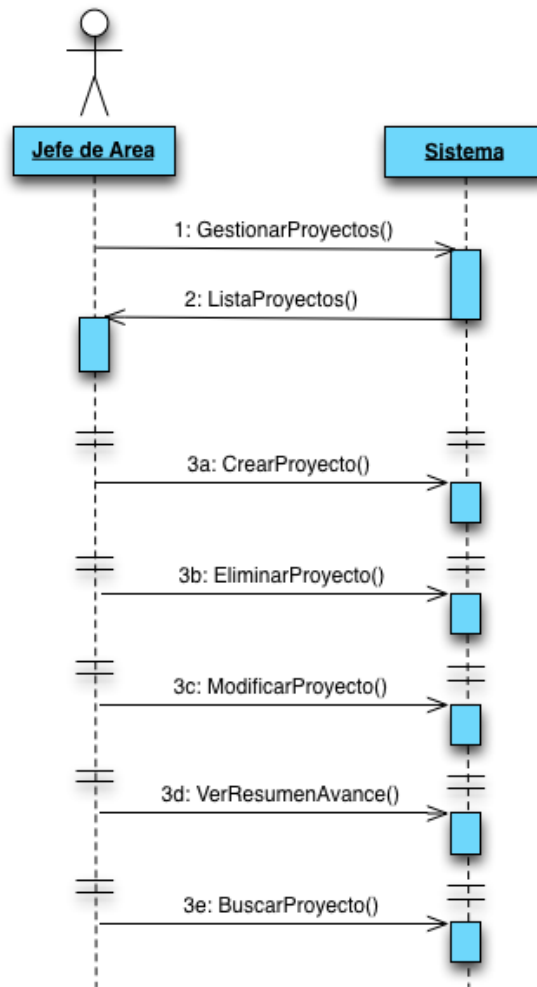 Jefe de Area
Sistema
1: GestionarProyectos()
2: ListaProyectos()
3a: CrearProyecto()
3b: EliminarProyecto()
3c: ModificarProyecto()
3d: VerResumenAvance()
3e: BuscarProyecto()